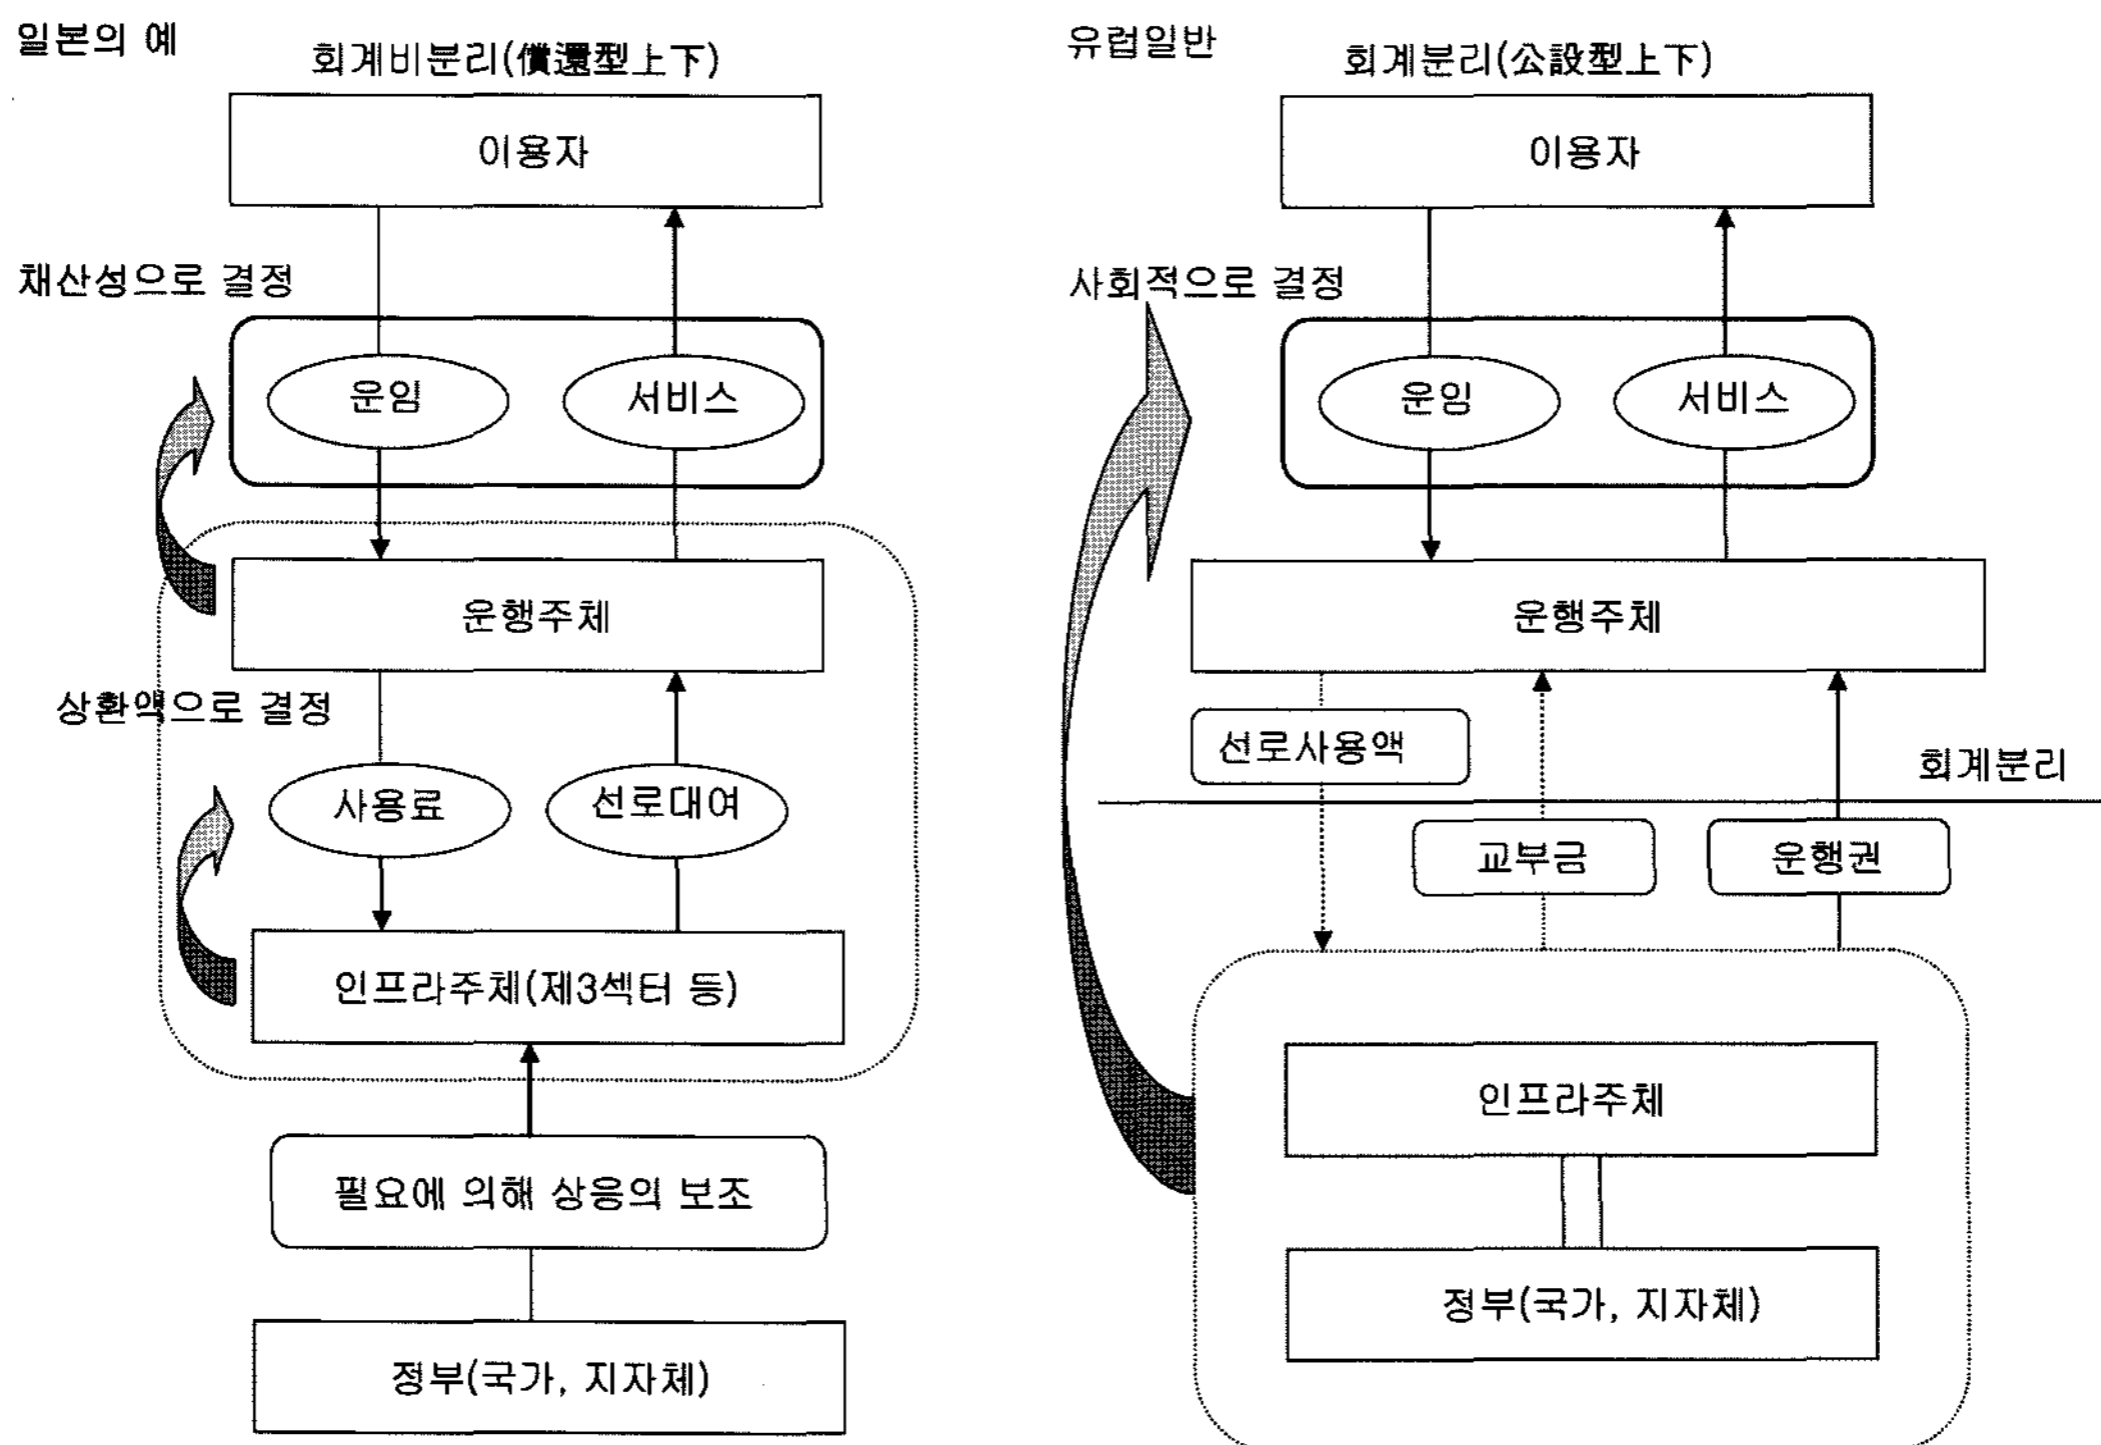 일본의 예
회계비분리(償還型上下)
이용자
채산성으로 결정
운임
서비스
운행주체
상환액으로 결정
사용료
선로대여
인프라주체(제3섹터 등)
필요에 의해 상응의 보조
정부(국가, 지자체)
유럽일반
회계분리(公設型上下)
이용자
사회적으로 결정
운임
서비스
운행주체
선로사용액
회계분리
교부금
운행권
인프라주체
정부(국가, 지자체)